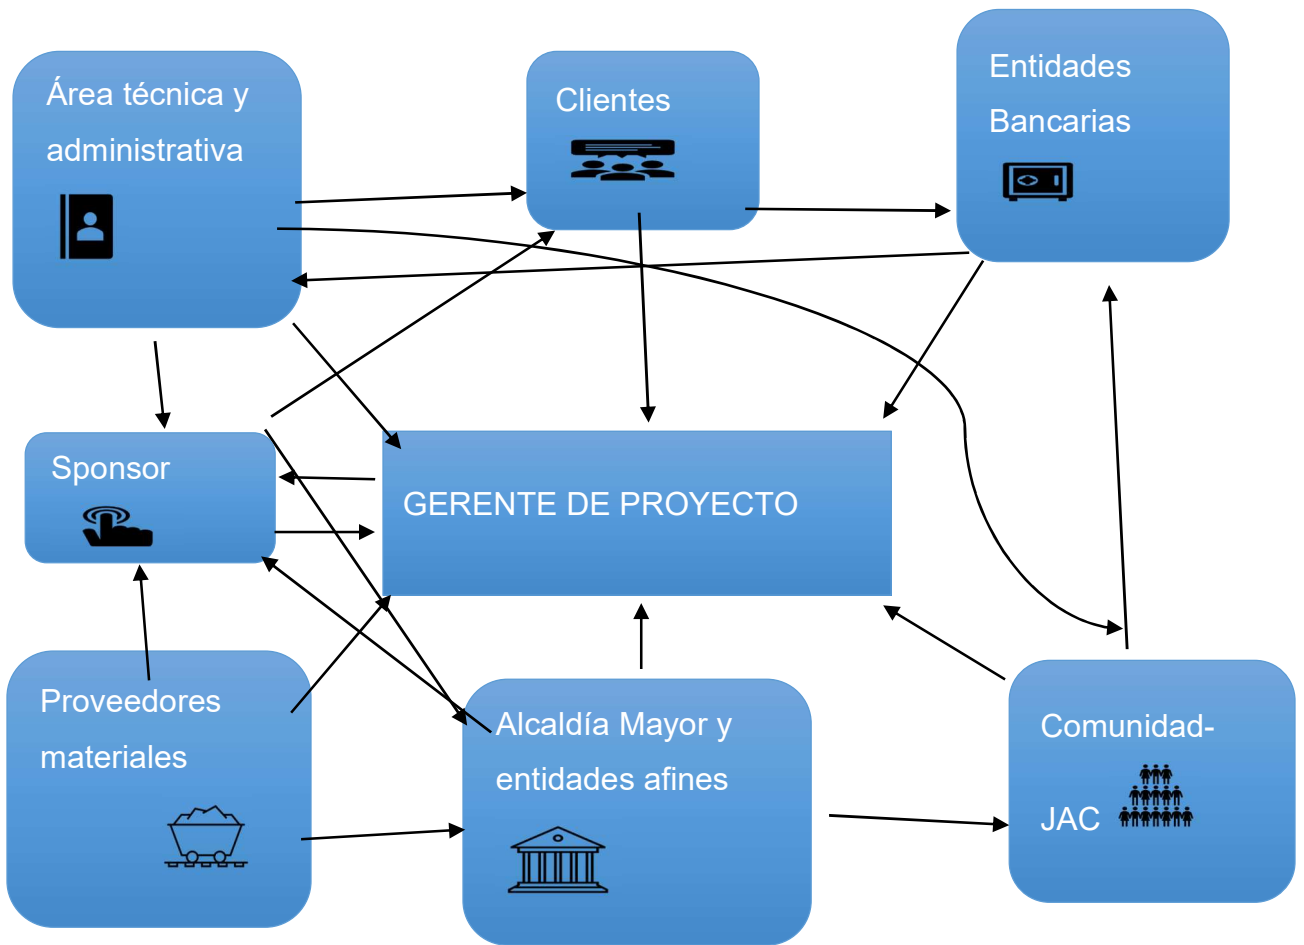 Área técnica y
administrativa
Clientes
Entidades
Bancarias
Sponsor
GERENTE DE PROYECTO
Proveedores
materiales
Alcaldía Mayor y
entidades afines
Comunidad-
JAC